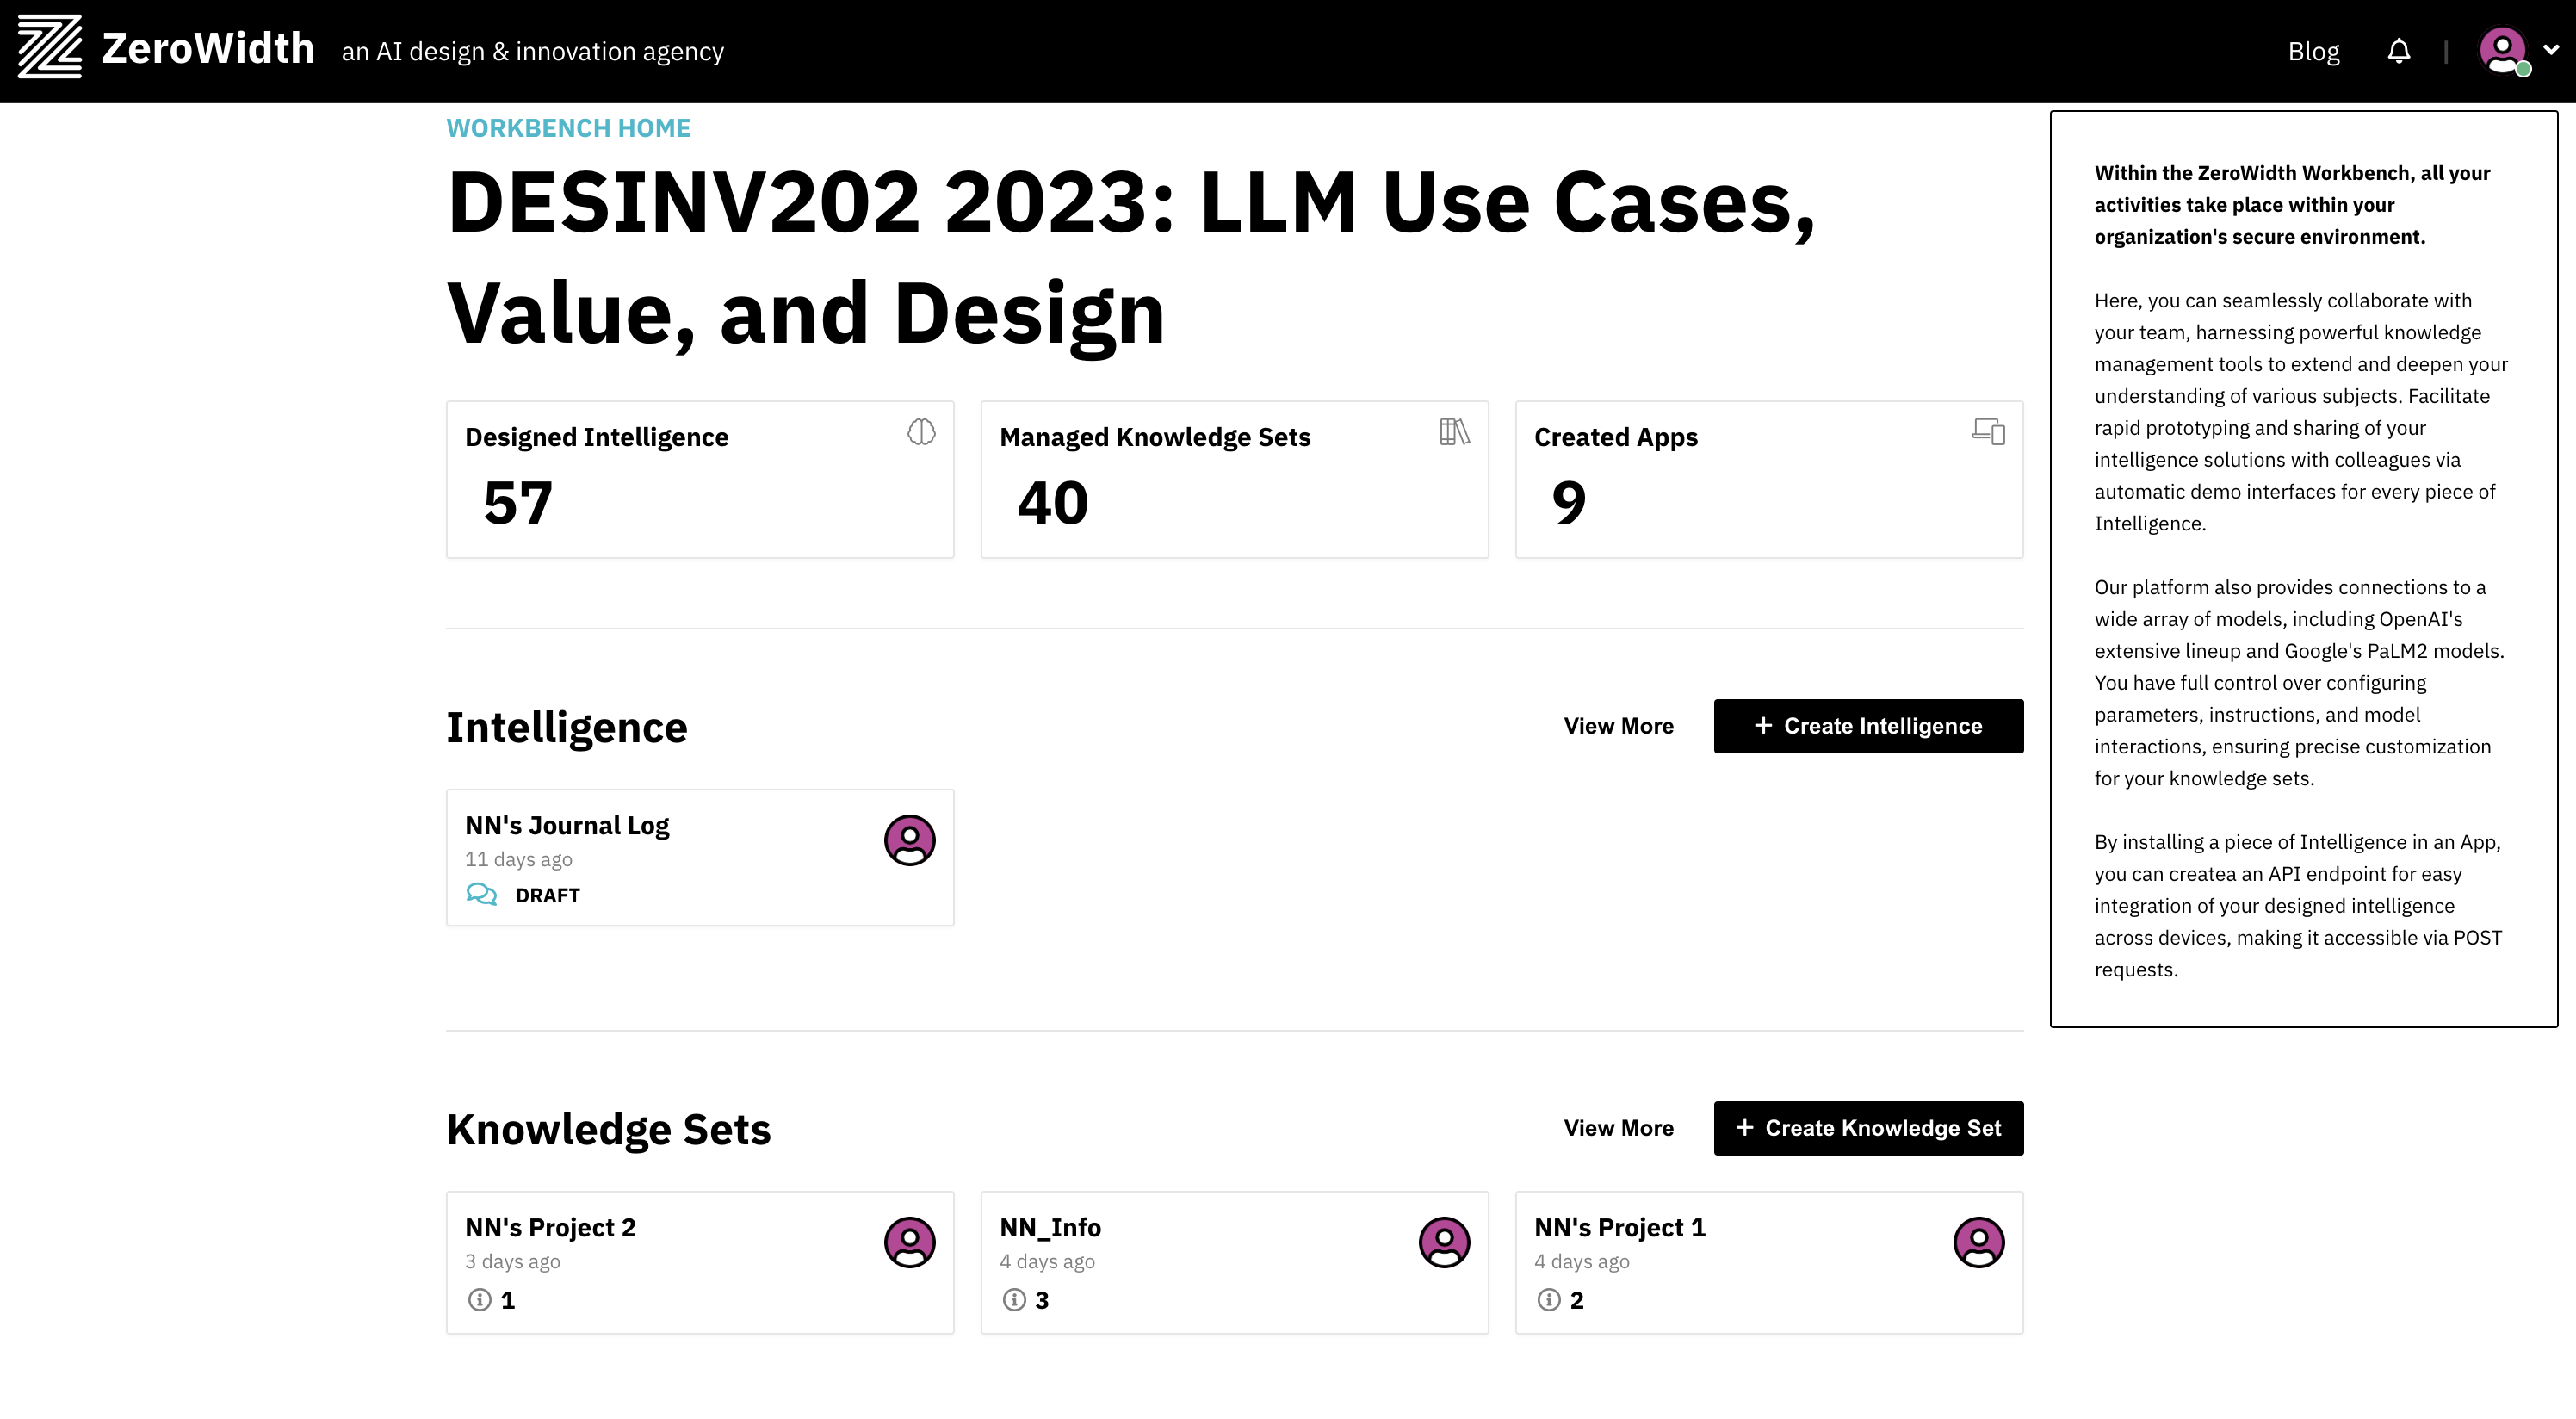 ZeroWidth an AI design & innovation agency
Blog
WORKBENCH HOME
DESINV202 2023: LLM Use Cases,
Value, and Design
Designed Intelligence
57
Managed Knowledge Sets
40
Created Apps
9
Intelligence
View More
+ Create Intelligence
NN's Journal Log
11 days ago
DRAFT
Knowledge Sets
View More
+ Create Knowledge Set
NN's Project 2
3 days ago
1
NN_Info
4 days ago
3
NN's Project 1
4 days ago
2
Within the ZeroWidth Workbench, all your
activities take place within your
organization's secure environment.
Here, you can seamlessly collaborate with
your team, harnessing powerful knowledge
management tools to extend and deepen your
understanding of various subjects. Facilitate
rapid prototyping and sharing of your
intelligence solutions with colleagues via
automatic demo interfaces for every piece of
Intelligence.
Our platform also provides connections to a
wide array of models, including OpenAI's
extensive lineup and Google's PaLM2 models.
You have full control over configuring
parameters, instructions, and model
interactions, ensuring precise customization
for your knowledge sets.
By installing a piece of Intelligence in an App,
you can createa an API endpoint for easy
integration of your designed intelligence
across devices, making it accessible via POST
requests.